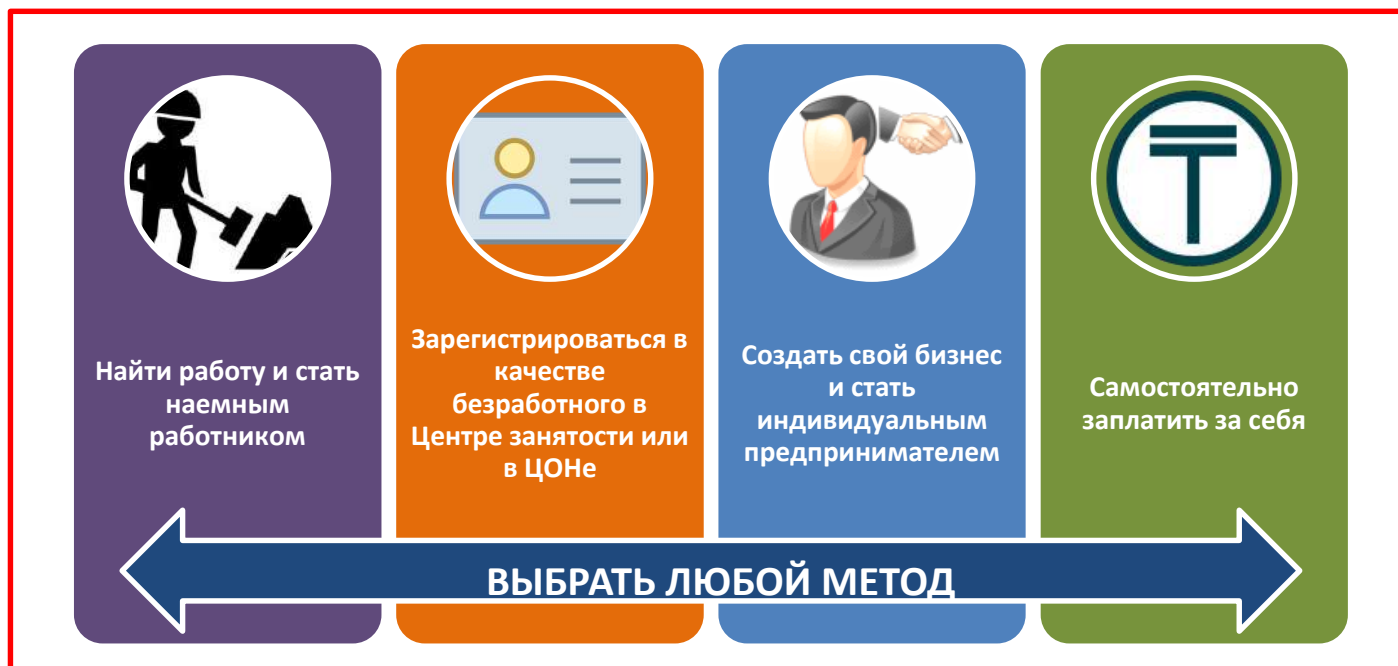 Найти работу и стать
наемным
работником
Зарегистрироваться в
качестве
безработного в
Центре занятости или
в ЦОНе
Создать свой бизнес
и стать
индивидуальным
предпринимателем
Самостоятельно
заплатить за себя
ВЫБРАТЬ ЛЮБОЙ МЕТОД